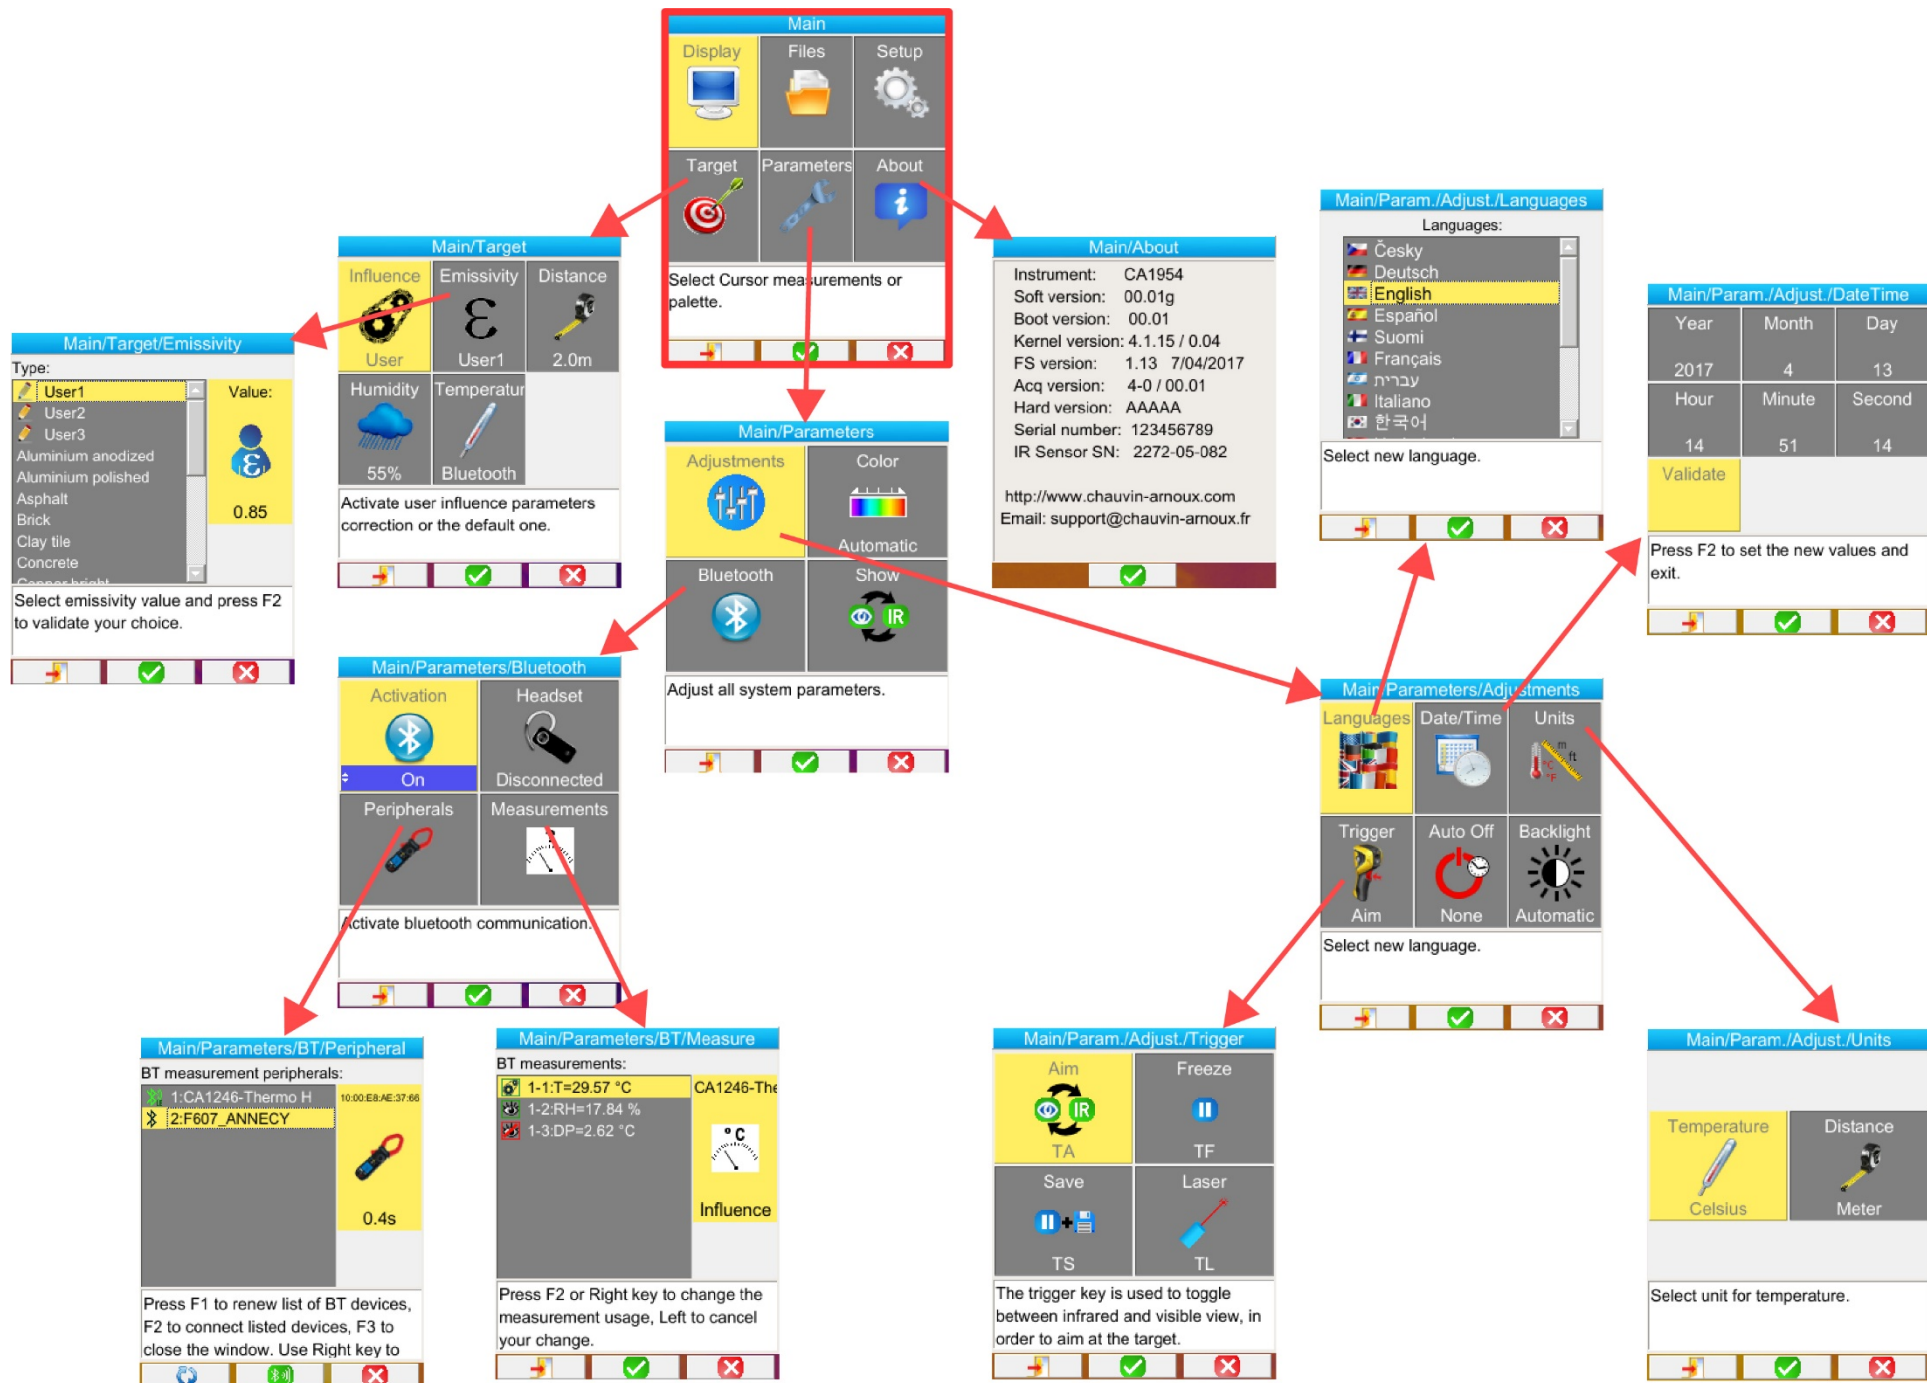 Main
Display Files Setup
Target Parameters About
Select Cursor measurements or
palette.
Main/Target
Influence Emissivity Distance
User User1 2.0m
Humidity Temperatur
55% Bluetooth
Activate user influence parameters
correction or the default one.
Main/Target/Emissivity
Type:
User1
User2
User3
Aluminium anodized
Aluminium polished
Asphalt
Brick
Clay tile
Concrete
Copper bright
Value:
ε
0.85
Select emissivity value and press F2
to validate your choice.
Main/Parameters
Adjustments Color
Automatic
Bluetooth Show
IR
Adjust all system parameters.
Main/About
Instrument: CA1954
Soft version: 00.01g
Boot version: 00.01
Kernel version: 4.1.15 / 0.04
FS version: 1.13 7/04/2017
Acq version: 4-0 / 00.01
Hard version: AAAAA
Serial number: 123456789
IR Sensor SN: 2272-05-082
http://www.chauvin-arnoux.com
Email: support@chauvin-arnoux.fr
Main/Param./Adjust./Languages
Languages:
Česky
Deutsch
English
Español
Suomi
Français
עברית
Italiano
한국어
Select new language.
Main/Param./Adjust./DateTime
Year Month Day
2017 4 13
Hour Minute Second
14 51 14
Validate
Press F2 to set the new values and
exit.
Main/Parameters/Bluetooth
Activation Headset
On Disconnected
Peripherals Measurements
?
Activate bluetooth communication.
Main/Parameters/Adjustments
Languages Date/Time Units
m
ft
°C
°F
Trigger Auto Off Backlight
Aim None Automatic
Select new language.
Main/Parameters/BT/Peripheral
BT measurement peripherals:
1:CA1246-Thermo H
2:F607_ANNECY
10:00:E8:AE:37:66
0.4s
Press F1 to renew list of BT devices,
F2 to connect listed devices, F3 to
close the window. Use Right key to
Main/Parameters/BT/Measure
BT measurements:
1-1:T=29.57 °C
1-2:RH=17.84 %
1-3:DP=2.62 °C
CA1246-The
°C
Influence
Press F2 or Right key to change the
measurement usage, Left to cancel
your change.
Main/Param./Adjust./Trigger
Aim Freeze
IR
TA TF
Save Laser
TS TL
The trigger key is used to toggle
between infrared and visible view, in
order to aim at the target.
Main/Param./Adjust./Units
Temperature Distance
Celsius Meter
Select unit for temperature.